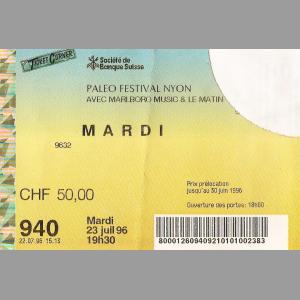 TICKET CORNER
Société de
Banque Suisse
PALEO FESTIVAL NYON
AVEC MARLBORO MUSIC & LE MATIN
MARDI
9632
Prix prélocation
jusqu'au 30 juin 1996
CHF 50,00
Ouverture des portes: 16h00
940
22.07.96 15.13
Mardi
23 juil 96
19h30
800012609409210101002383